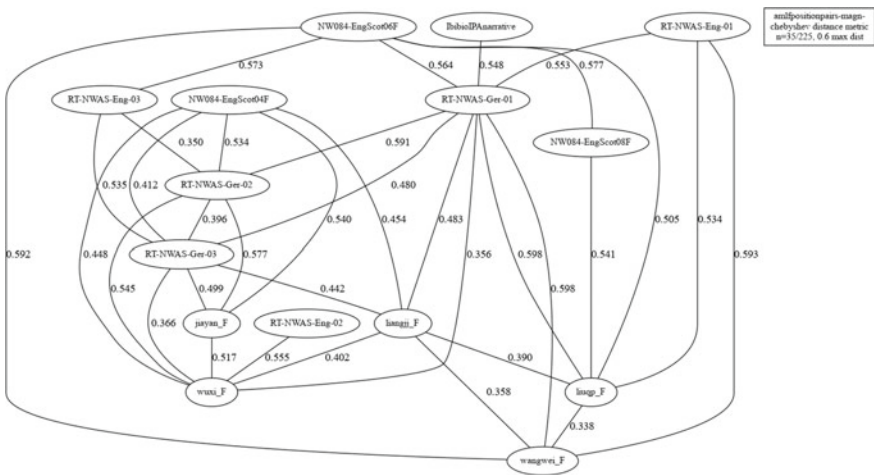 NW084-EngScot06F
IbibioIPAnarrative
RT-NWAS-Eng-01
amlfpositionpairs-magn-
chebyshev distance metric
n=35/225, 0.6 max dist
0.573
0.564
0.548
0.553
0.577
RT-NWAS-Eng-03
NW084-EngScot04F
RT-NWAS-Ger-01
0.350
0.534
0.591
NW084-EngScot08F
RT-NWAS-Ger-02
0.535
0.412
0.480
0.396
0.540
0.454
0.483
0.505
0.534
0.592
0.448
RT-NWAS-Ger-03
0.577
0.356
0.598
0.541
0.593
0.545
0.499
0.442
0.598
0.366
jiayan_F
RT-NWAS-Eng-02
liangjj_F
0.517
0.555
0.402
0.390
wuxi_F
0.358
liuqp_F
0.338
wangwei_F